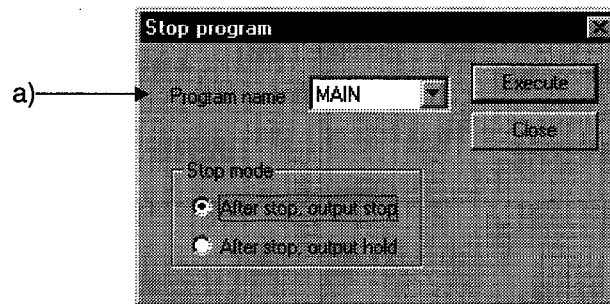 Stop program
a)
Program name MAIN Execute
Close
Stop mode
After stop, output stop
After stop, output hold